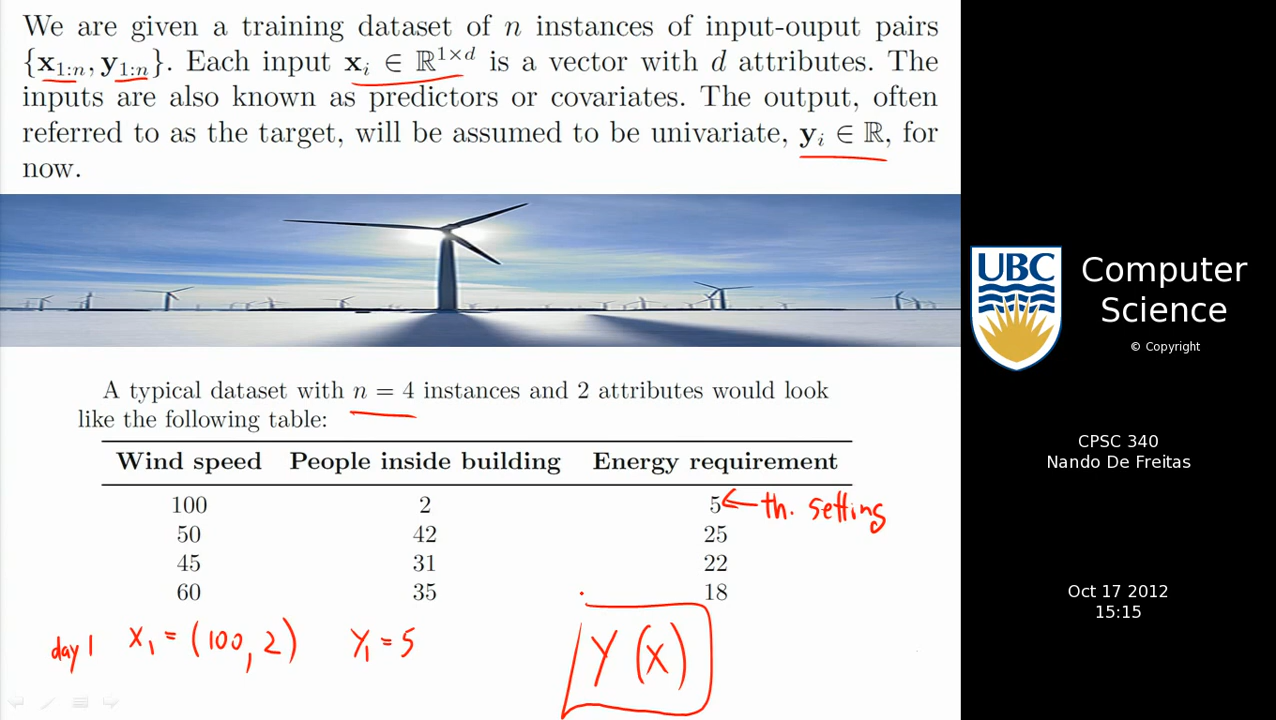 We are given a training dataset of n instances of input-ouput pairs
{x1:n, y1:n}. Each input xi ∈ ℝ1×d is a vector with d attributes. The
inputs are also known as predictors or covariates. The output, often
referred to as the target, will be assumed to be univariate, yi ∈ ℝ, for
now.
A typical dataset with n = 4 instances and 2 attributes would look
like the following table:
Wind speed People inside building Energy requirement
100 2 5 ← th. setting
50 42 25
45 31 22
60 35 18
day 1 x1 = (100, 2) y1 = 5 Y(x)
UBC
Computer
Science
© Copyright
CPSC 340
Nando De Freitas
Oct 17 2012
15:15